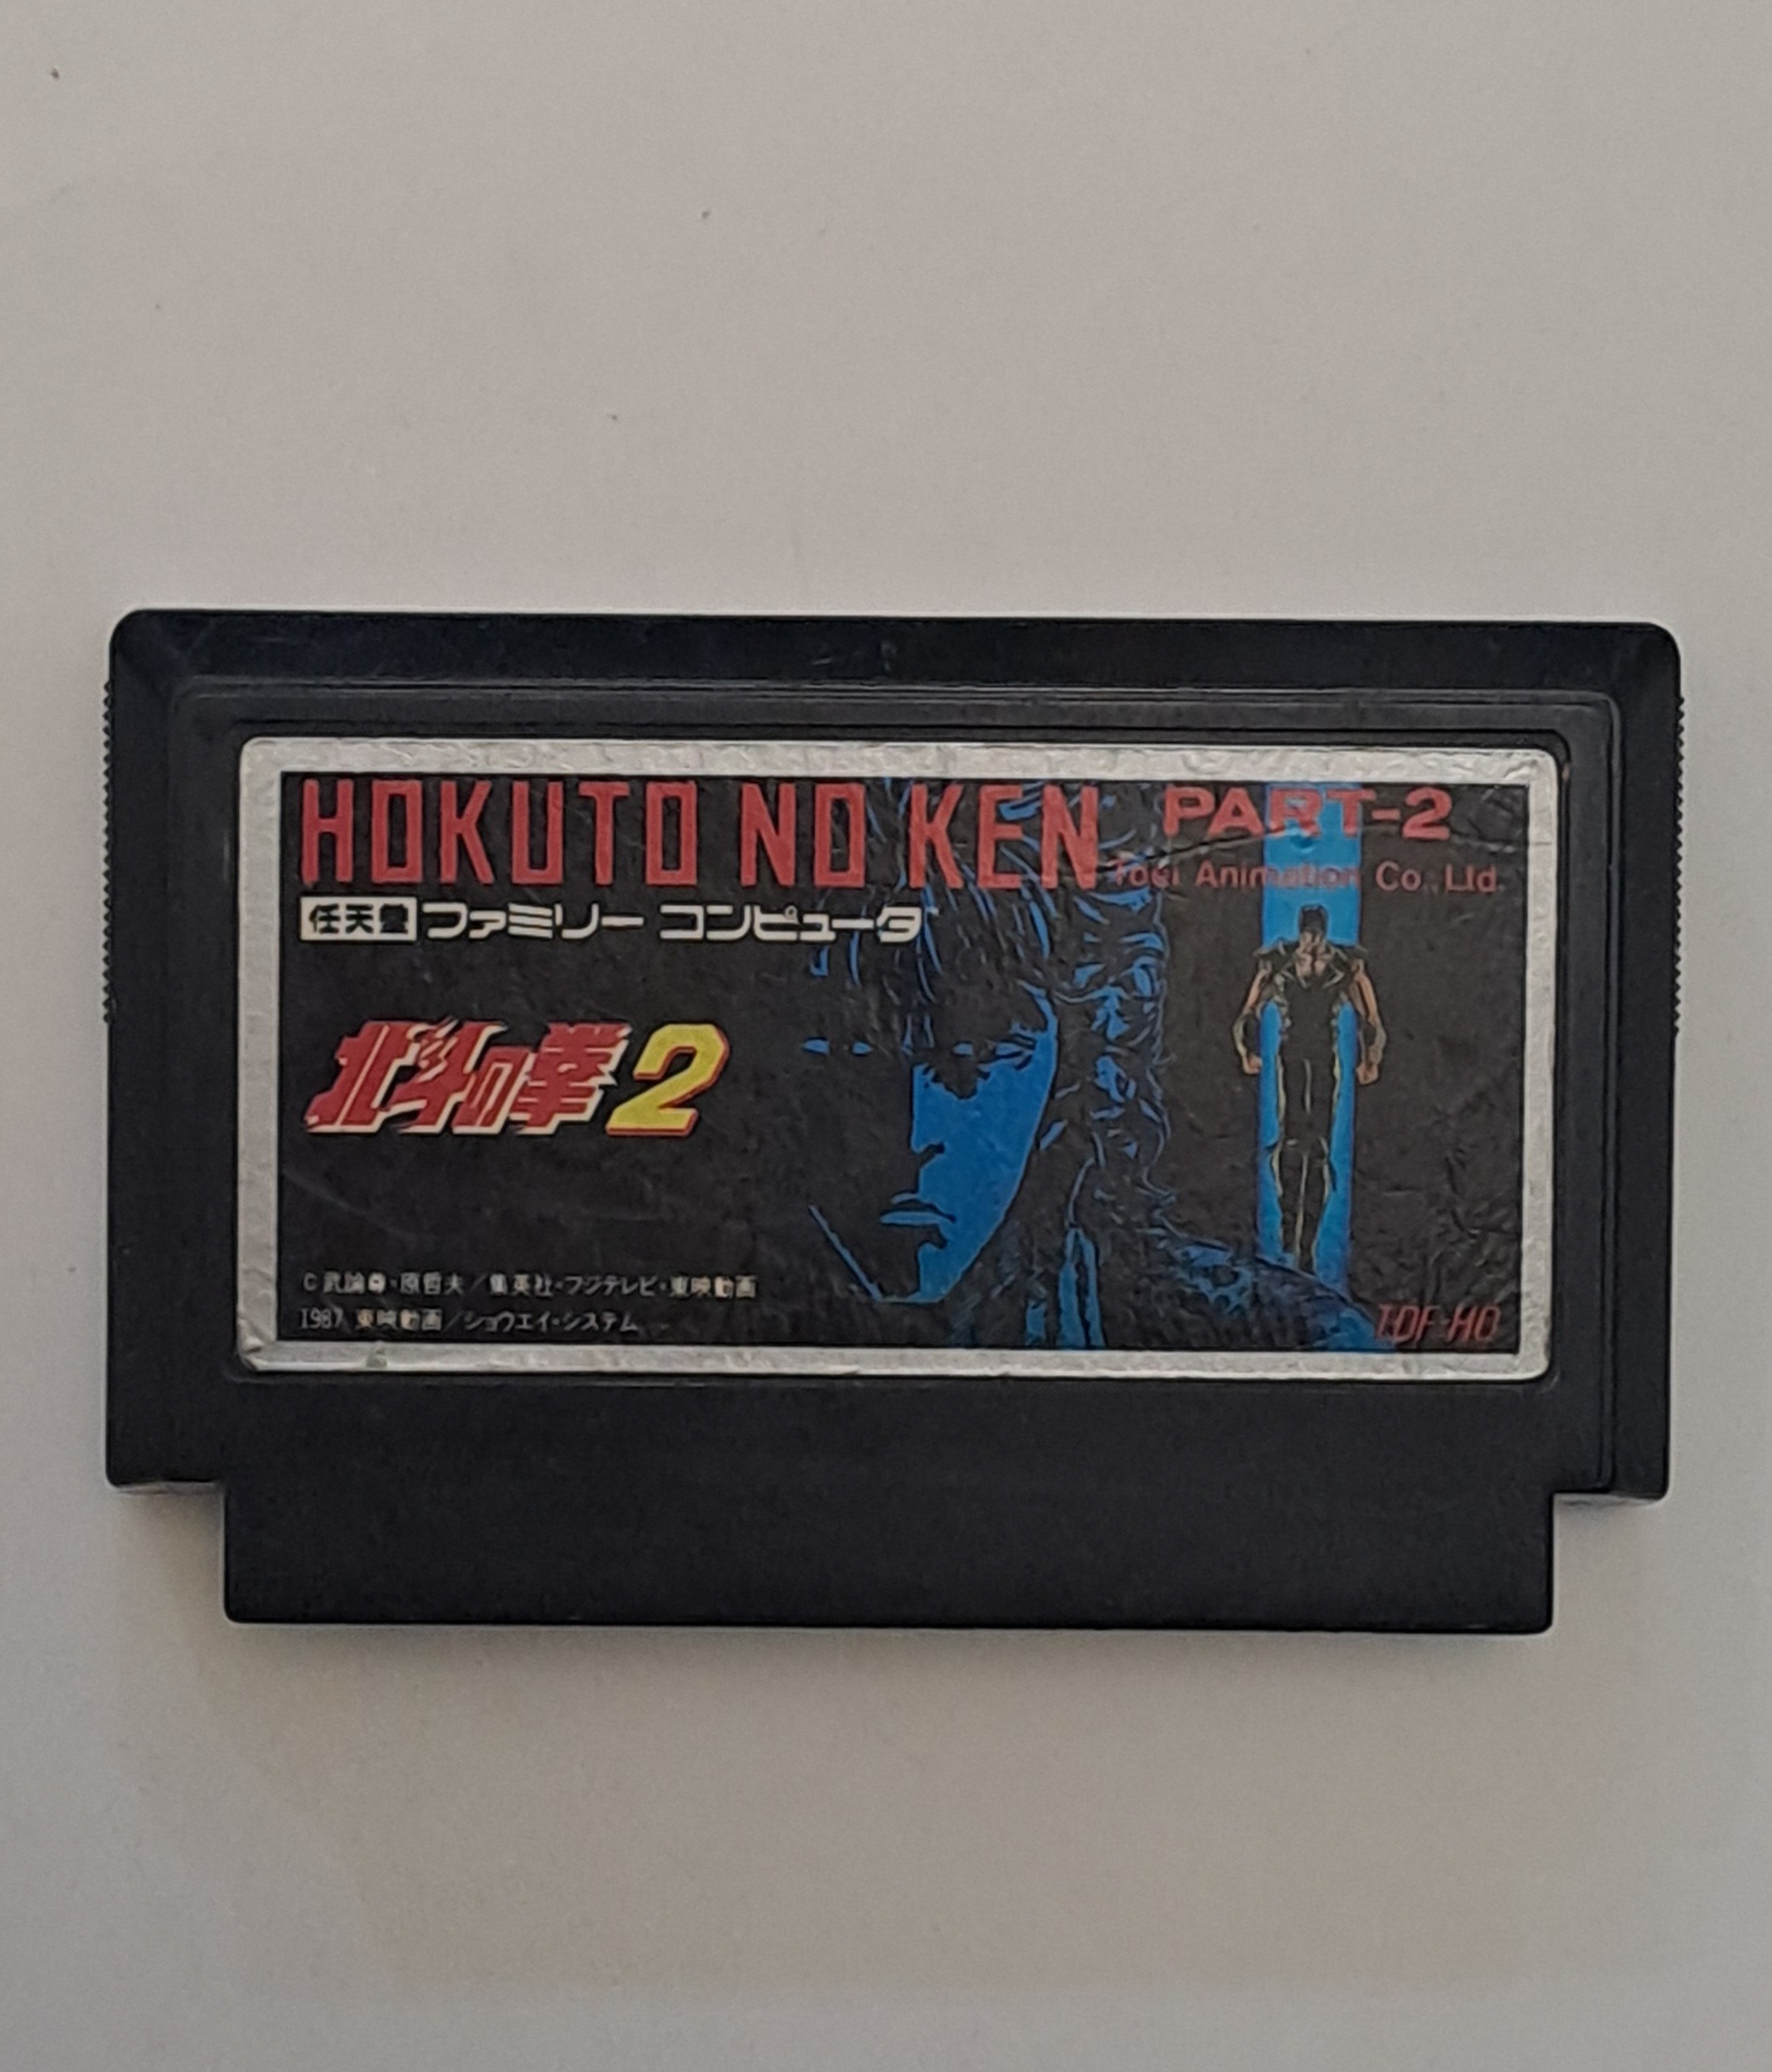 HOKUTO NO KEN PART-2
Toei Animation Co., Ltd.
任天堂 ファミリー コンピュータ
北斗の拳2
C 武論尊・原哲夫／集英社・フジテレビ・東映動画
1987 東映動画／ショウエイ・システム
TDF-HO